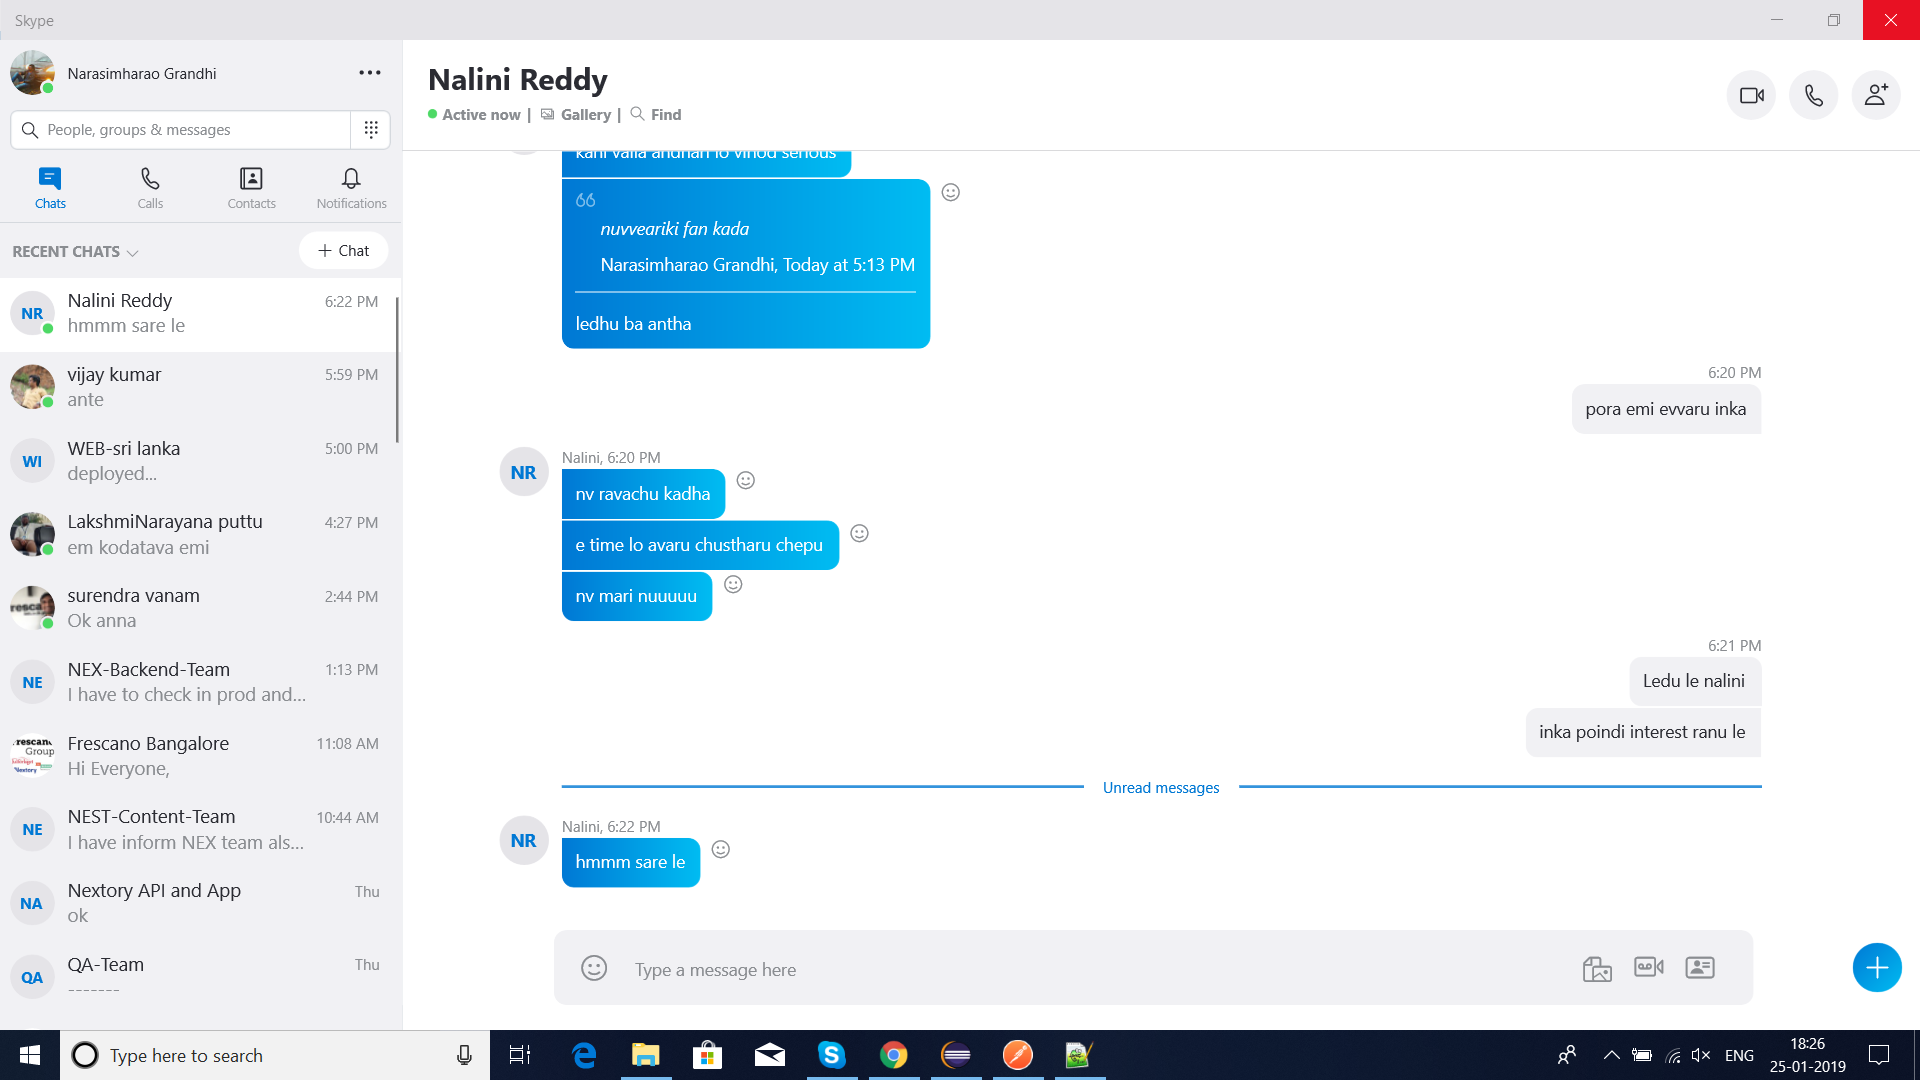 Skype
Narasimharao Grandhi
People, groups & messages
Chats
Calls
Contacts
Notifications
RECENT CHATS
+ Chat
NR
Nalini Reddy
6:22 PM
hmmm sare le
vijay kumar
5:59 PM
ante
WI
WEB-sri lanka
5:00 PM
deployed...
LakshmiNarayana puttu
4:27 PM
em kodatava emi
surendra vanam
2:44 PM
Ok anna
NE
NEX-Backend-Team
1:13 PM
I have to check in prod and...
Frescano Bangalore
11:08 AM
Hi Everyone,
NE
NEST-Content-Team
10:44 AM
I have inform NEX team als...
NA
Nextory API and App
Thu
ok
QA
QA-Team
Thu
-------
Nalini Reddy
Active now | Gallery | Find
kani valla andhari lo vinod serious
nuvveariki fan kada
Narasimharao Grandhi, Today at 5:13 PM
ledhu ba antha
6:20 PM
pora emi evvaru inka
Nalini, 6:20 PM
NR
nv ravachu kadha
e time lo avaru chustharu chepu
nv mari nuuuuu
6:21 PM
Ledu le nalini
inka poindi interest ranu le
Unread messages
Nalini, 6:22 PM
NR
hmmm sare le
Type a message here
Type here to search
ENG
18:26
25-01-2019